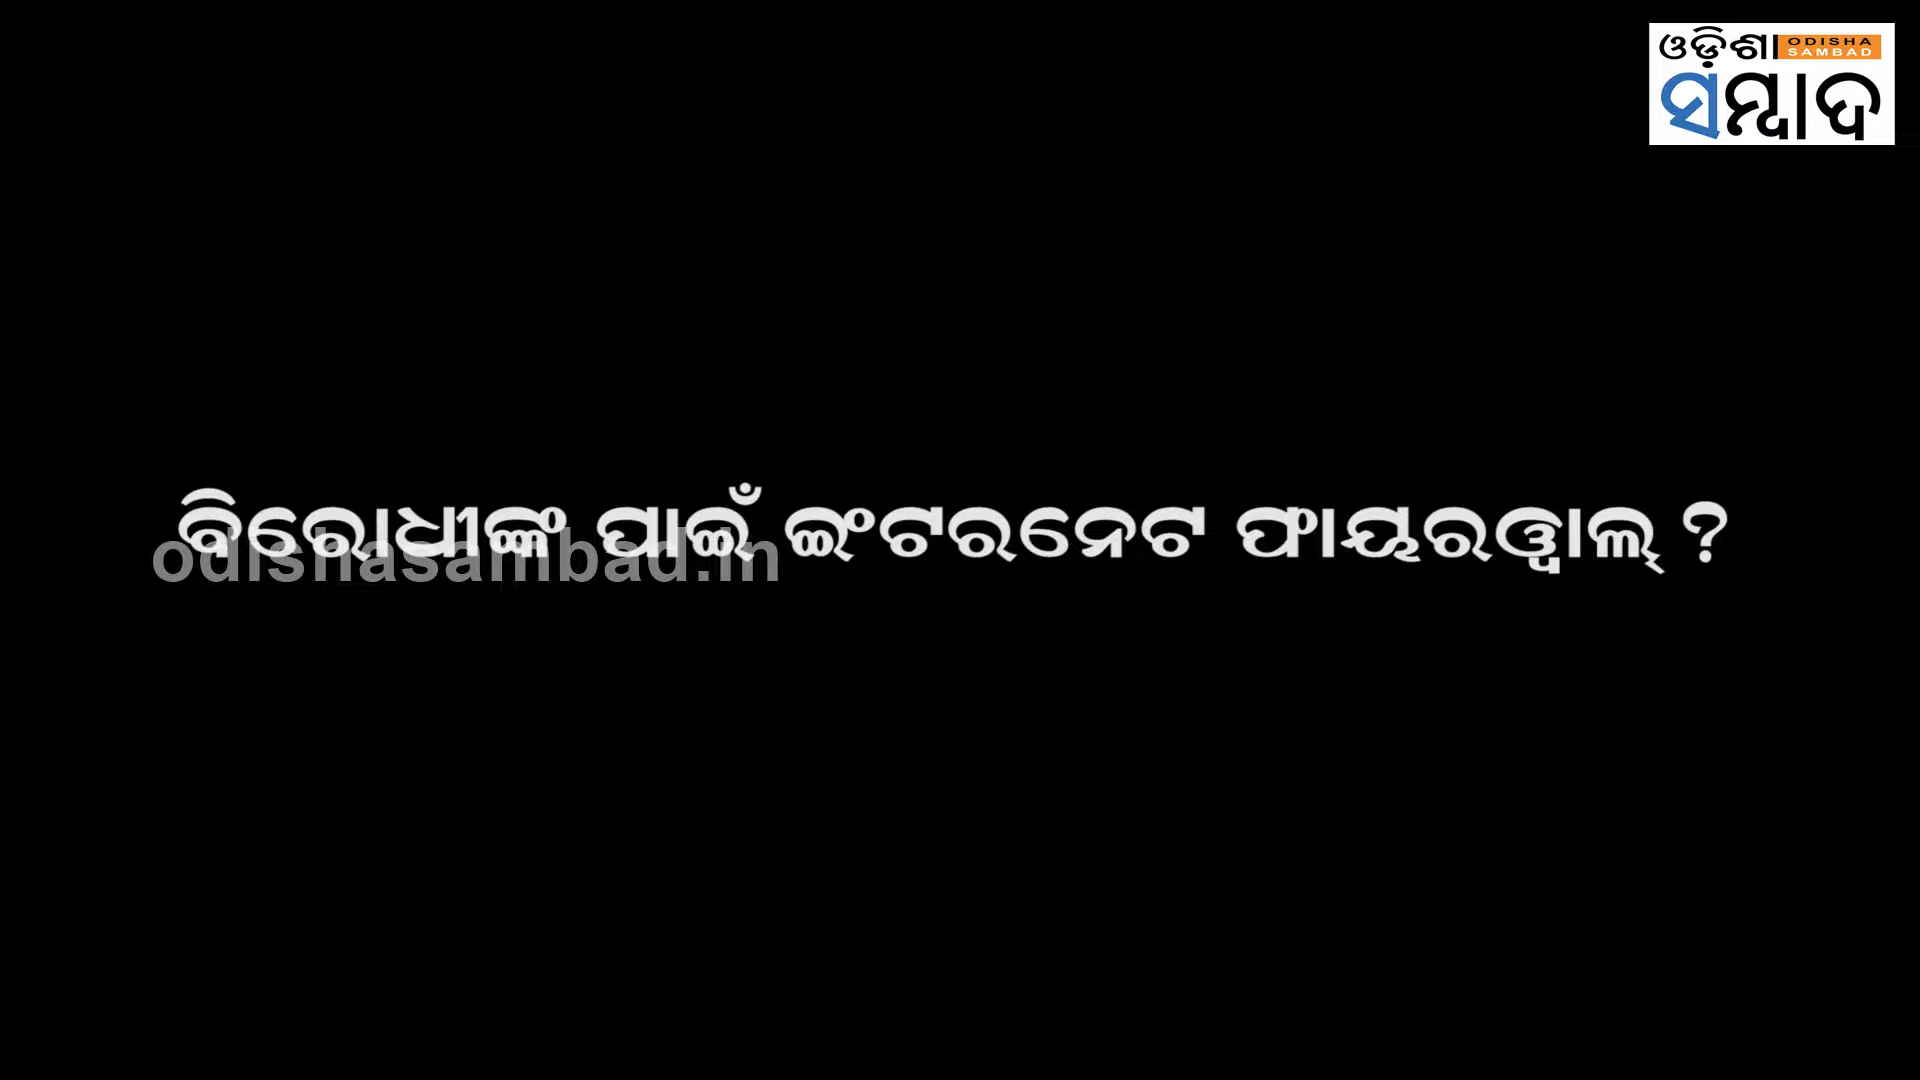 ଓଡ଼ିଶା ODISHA
SAMBAD
ସମ୍ବାଦ
ବିରୋଧୀଙ୍କ ପାଇଁ ଇଂଟରନେଟ ଫାୟରୱାଲ୍ ?
odishasambad.in